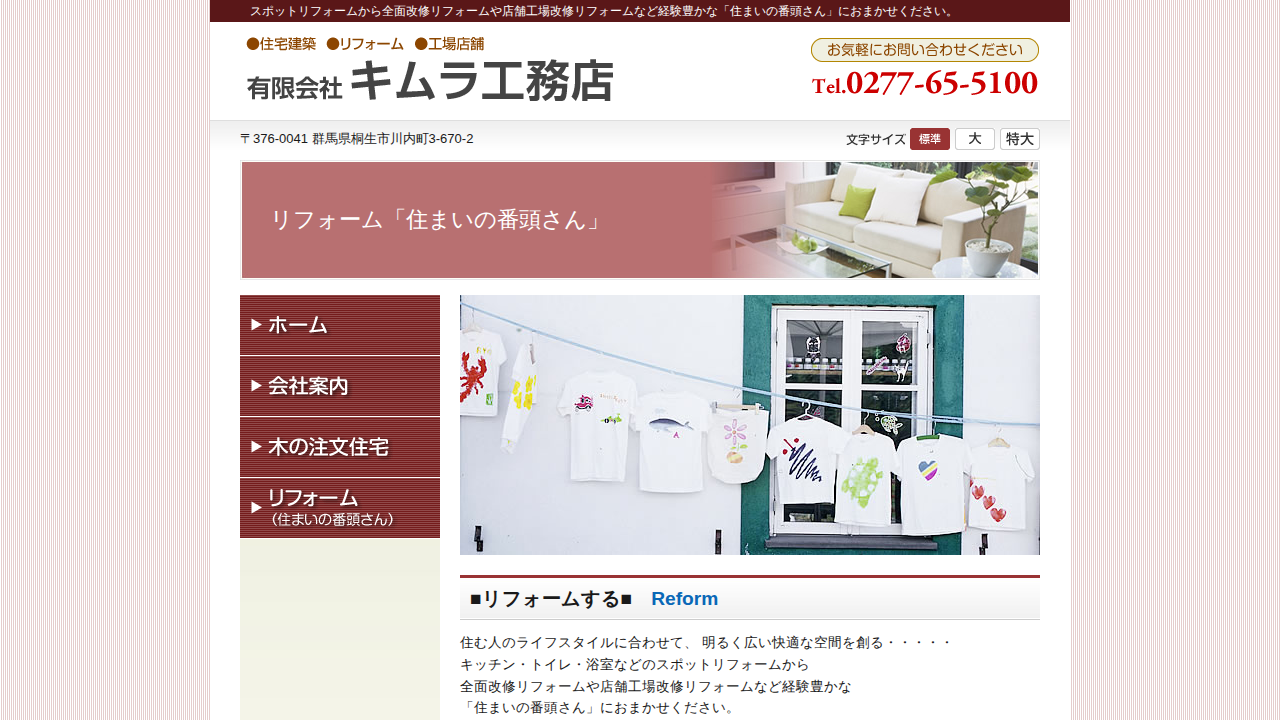 スポットリフォームから全面改修リフォームや店舗工場改修リフォームなど経験豊かな「住まいの番頭さん」におまかせください。
●住宅建築 ●リフォーム ●工場店舗
有限会社 キムラ工務店
お気軽にお問い合わせください
Tel.0277-65-5100
〒376-0041 群馬県桐生市川内町3-670-2
文字サイズ 標準 大 特大
リフォーム「住まいの番頭さん」
ホーム
会社案内
木の注文住宅
リフォーム
（住まいの番頭さん）
■リフォームする■ Reform
住む人のライフスタイルに合わせて、 明るく広い快適な空間を創る・・・・・
キッチン・トイレ・浴室などのスポットリフォームから
全面改修リフォームや店舗工場改修リフォームなど経験豊かな
「住まいの番頭さん」におまかせください。